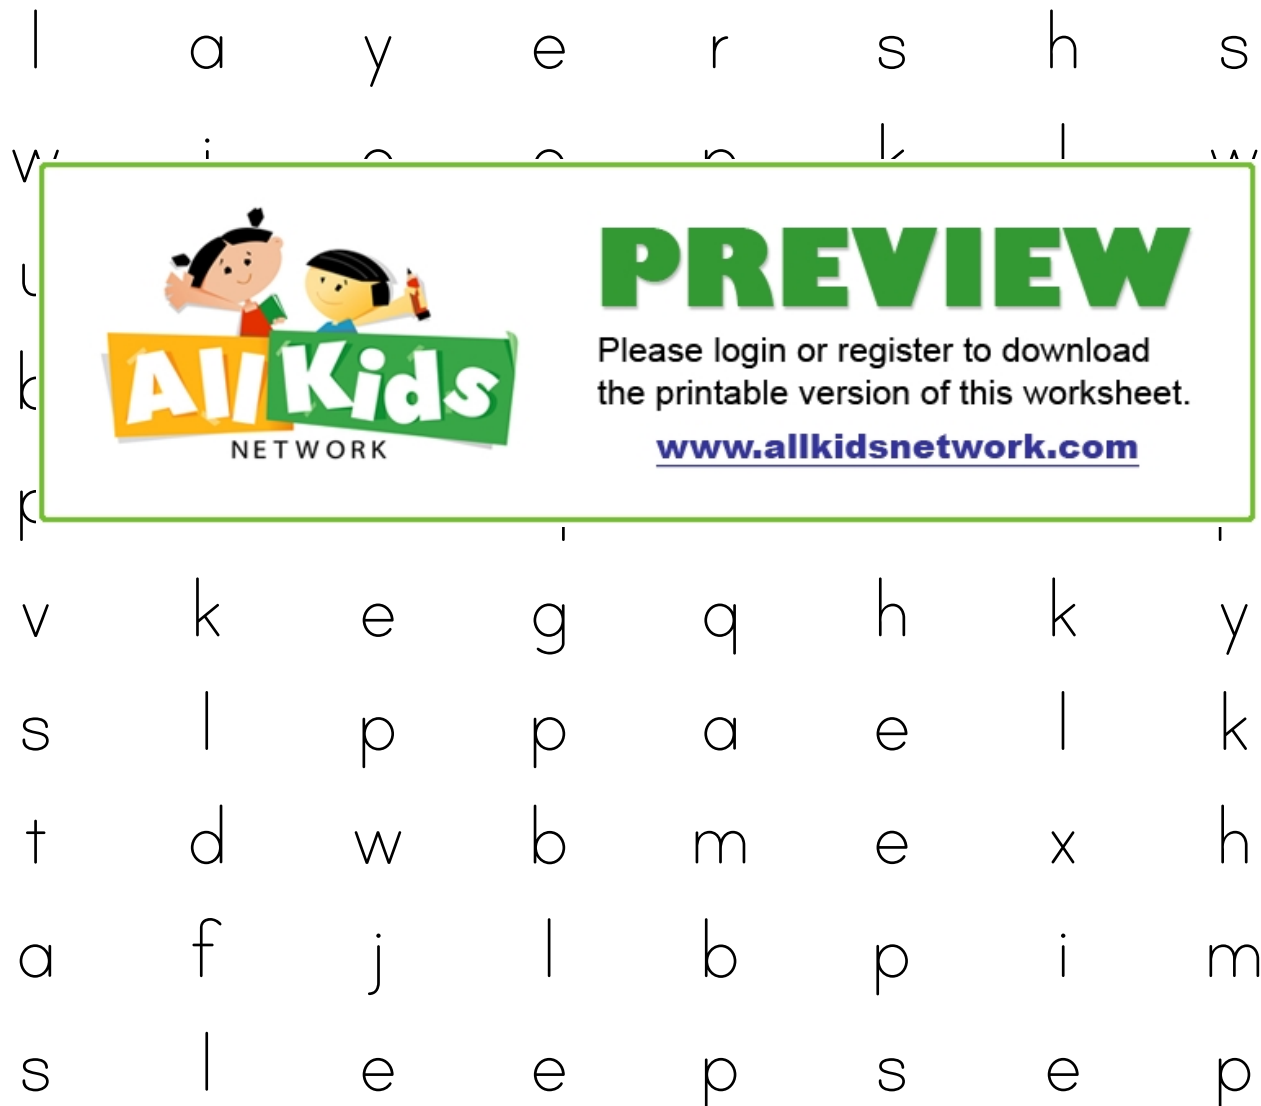 l a y e r s h s
PREVIEW
Please login or register to download
the printable version of this worksheet.
www.allkidsnetwork.com
All Kids
NETWORK
v k e g q h k y
s l p p a e l k
t d w b m e x h
a f j l b p i m
s l e e p s e p